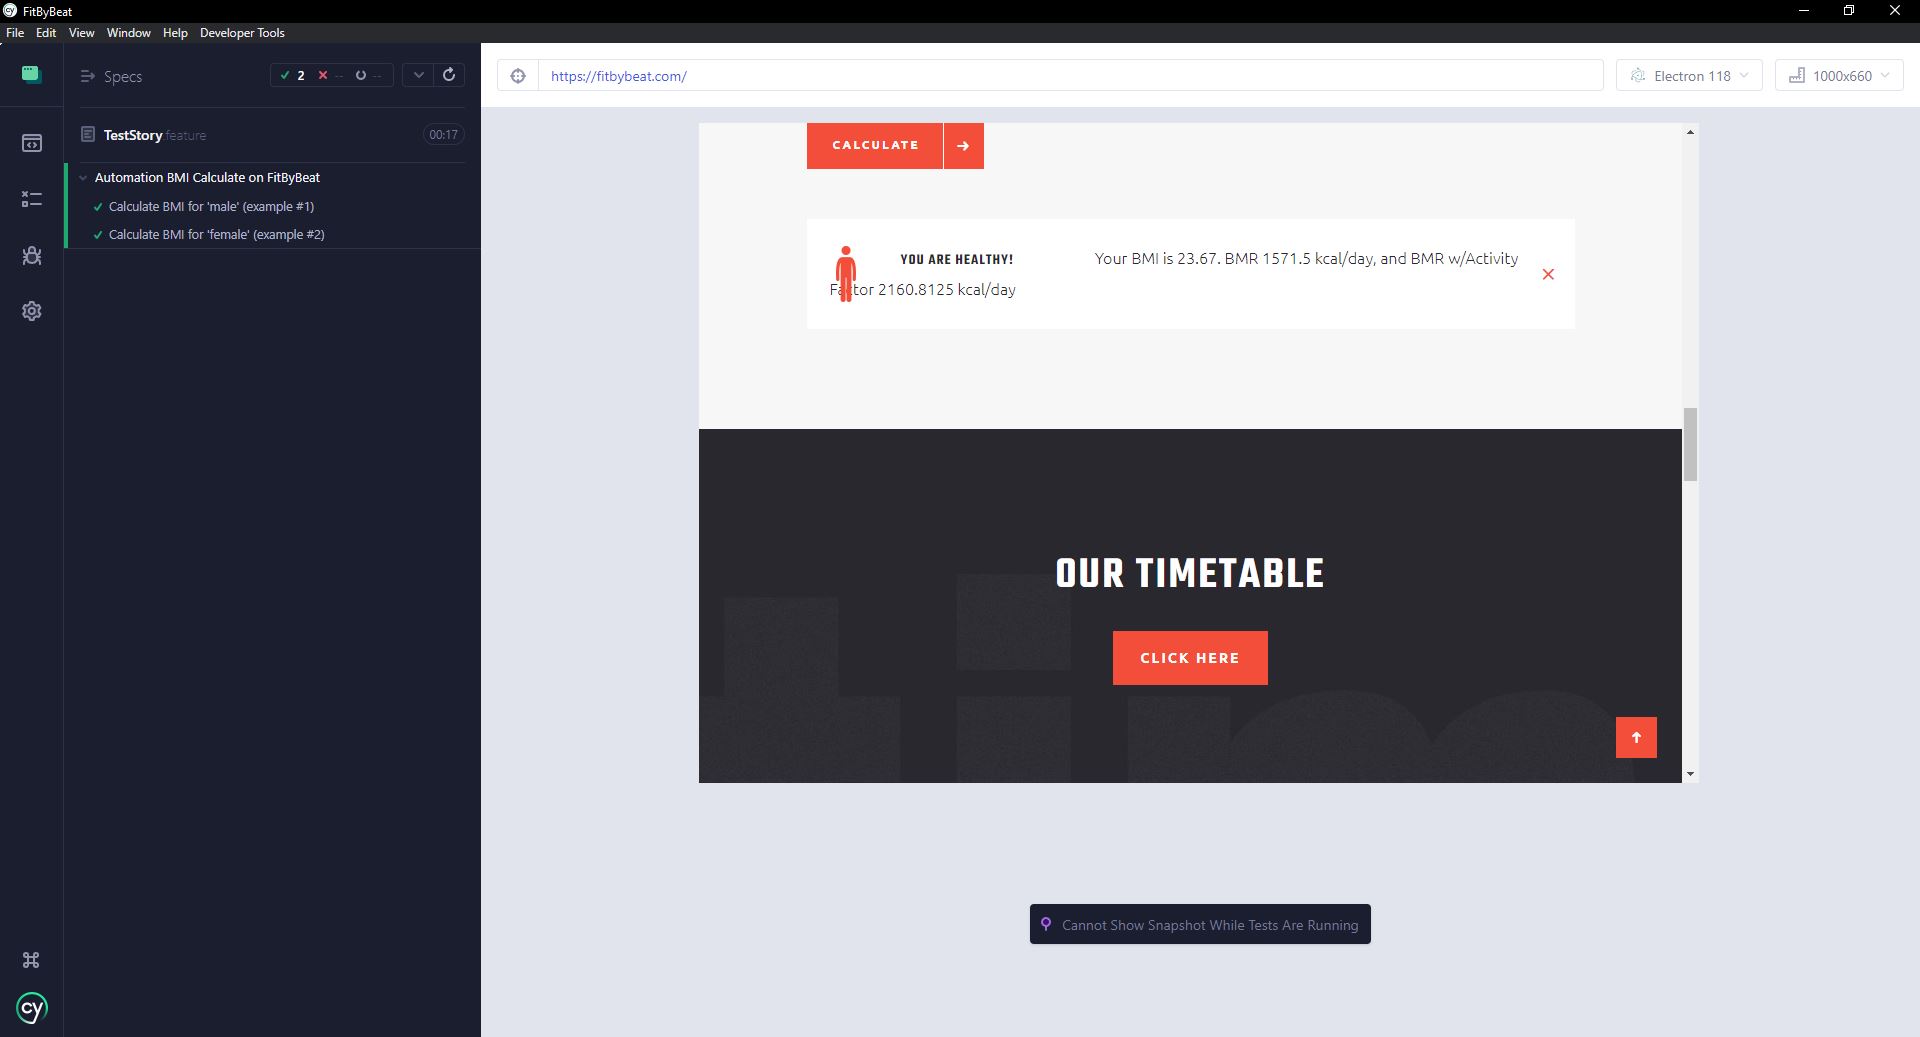 FitByBeat
File Edit View Window Help Developer Tools
Specs
2 -- --
TestStory.feature
00:17
Automation BMI Calculate on FitByBeat
Calculate BMI for 'male' (example #1)
Calculate BMI for 'female' (example #2)
cy
https://fitbybeat.com/
Electron 118
1000x660
CALCULATE
YOU ARE HEALTHY! Your BMI is 23.67. BMR 1571.5 kcal/day, and BMR w/Activity
Factor 2160.8125 kcal/day
OUR TIMETABLE
CLICK HERE
Cannot Show Snapshot While Tests Are Running